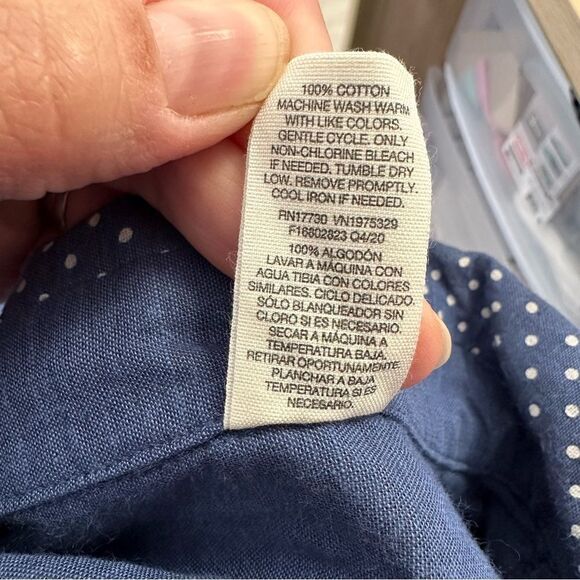 100% COTTON
MACHINE WASH WARM
WITH LIKE COLORS.
GENTLE CYCLE. ONLY
NON-CHLORINE BLEACH
IF NEEDED. TUMBLE DRY
LOW. REMOVE PROMPTLY.
COOL IRON IF NEEDED.
RN17730 VN1975329
F16802823 Q4/20
100% ALGODÓN
LAVAR A MÁQUINA CON
AGUA TIBIA CON COLORES
SIMILARES. CICLO DELICADO.
SÓLO BLANQUEADOR SIN
CLORO SI ES NECESARIO.
SECAR A MÁQUINA A
TEMPERATURA BAJA.
RETIRAR OPORTUNAMENTE.
PLANCHAR A BAJA
TEMPERATURA SI ES
NECESARIO.